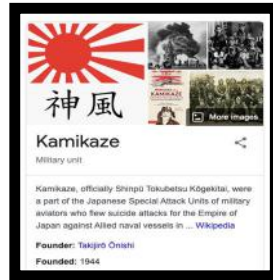 神風
KAMIKAZE
More images
Kamikaze
Military unit
Kamikaze, officially Shinpū Tokubetsu Kōgekitai, were
a part of the Japanese Special Attack Units of military
aviators who flew suicide attacks for the Empire of
Japan against Allied naval vessels in ... Wikipedia
Founder: Takijirō Ōnishi
Founded: 1944